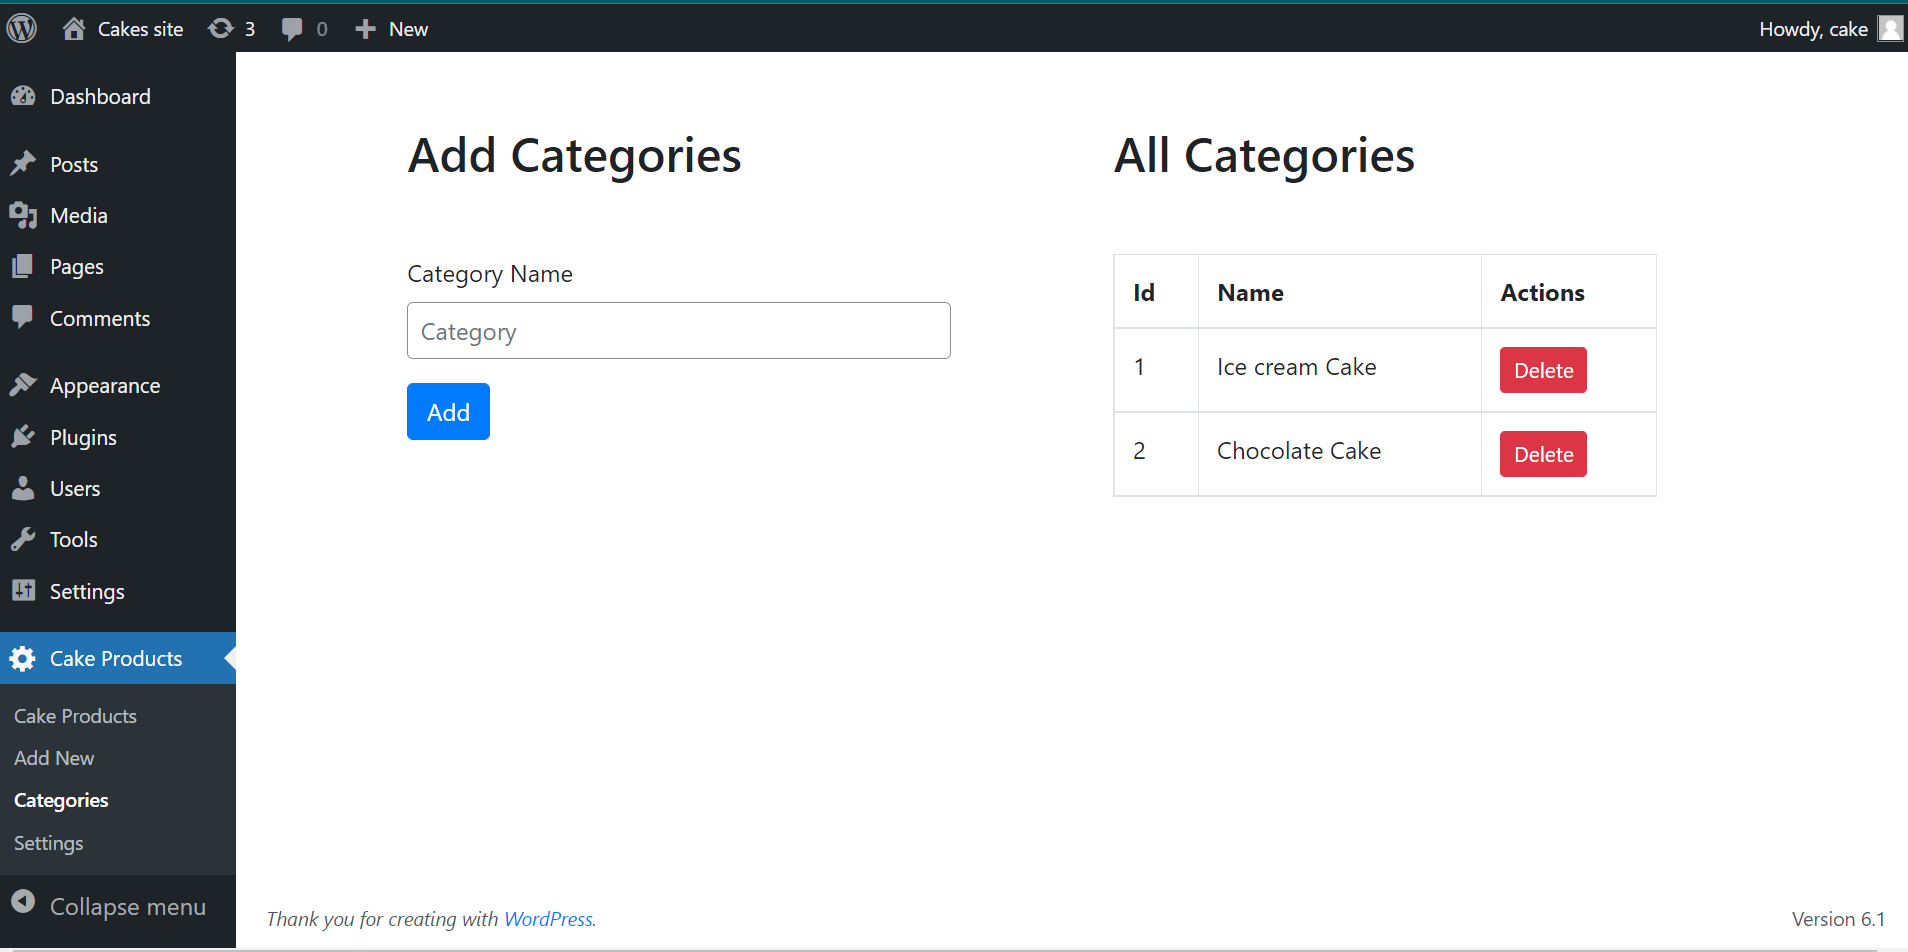 Cakes site 3 0 New Howdy, cake
Dashboard
Posts
Media
Pages
Comments
Appearance
Plugins
Users
Tools
Settings
Cake Products
Cake Products
Add New
Categories
Settings
Collapse menu
Add Categories
Category Name
Category
Add
All Categories
Id Name Actions
1 Ice cream Cake Delete
2 Chocolate Cake Delete
Thank you for creating with WordPress.
Version 6.1